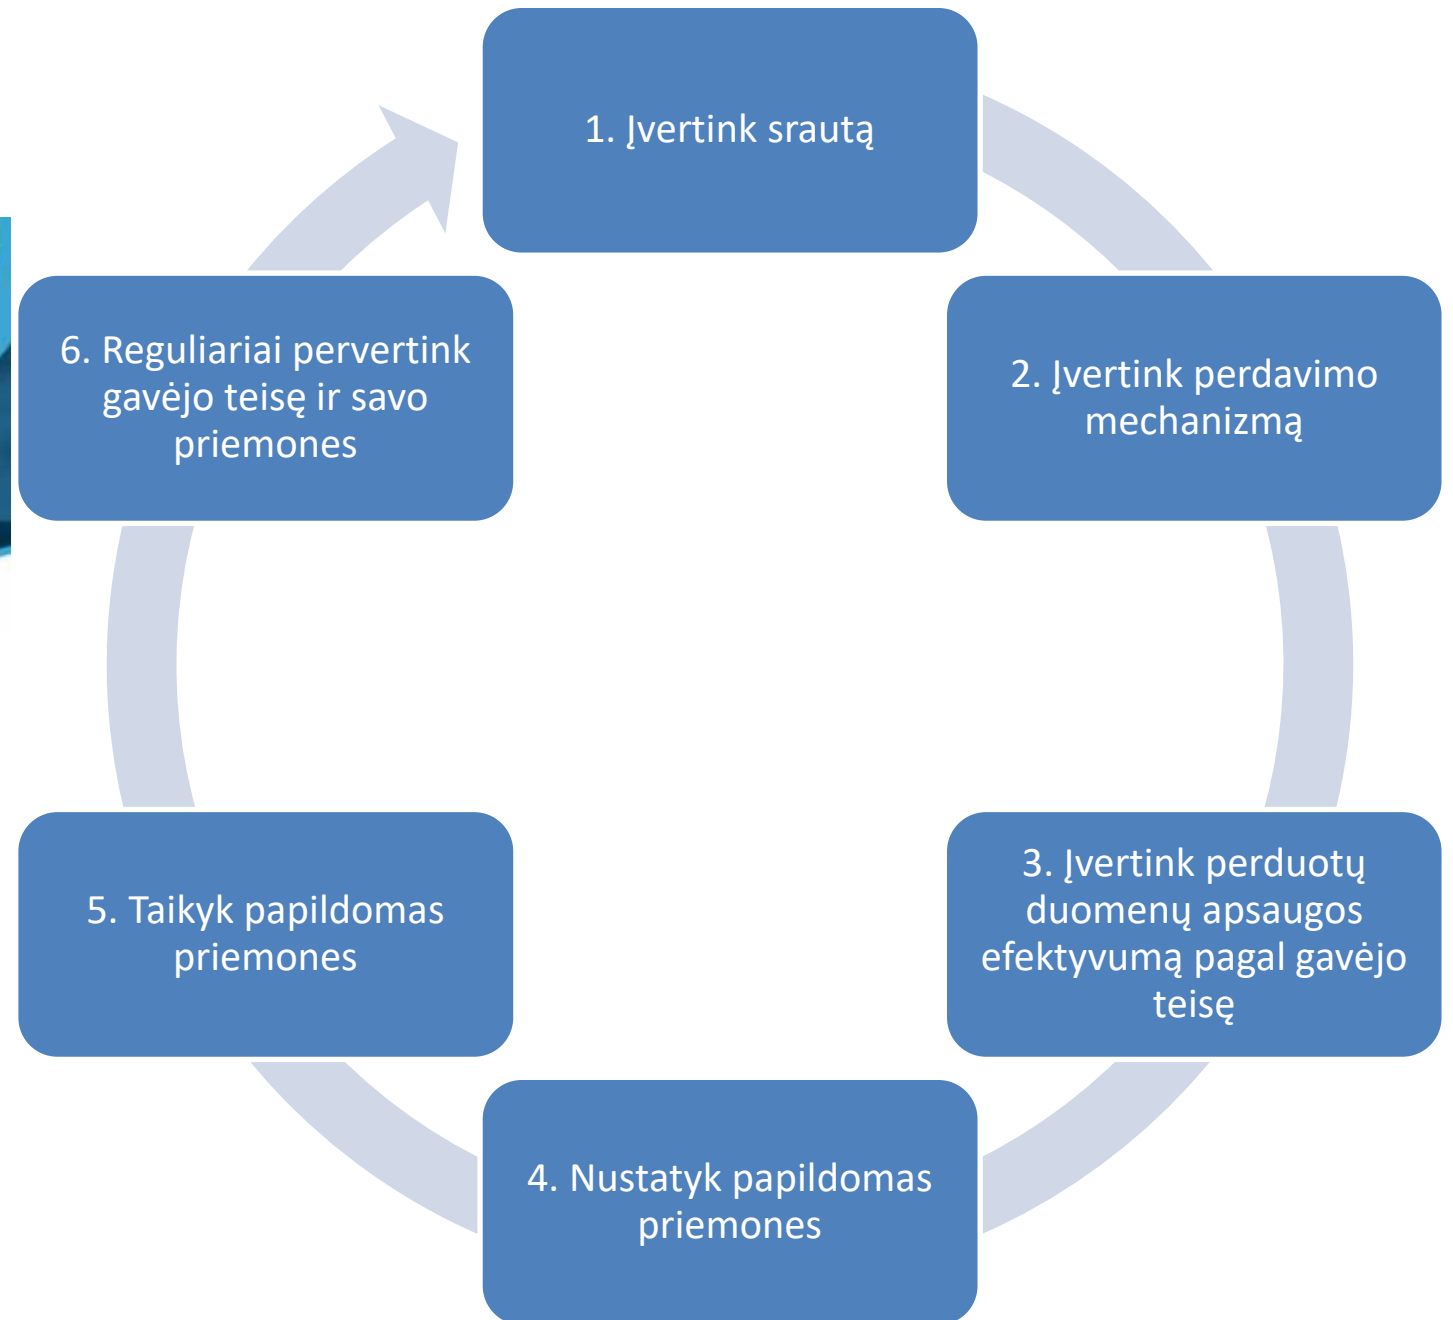 1. Įvertink srautą
2. Įvertink perdavimo
mechanizmą
3. Įvertink perduotų
duomenų apsaugos
efektyvumą pagal gavėjo
teisę
4. Nustatyk papildomas
priemones
5. Taikyk papildomas
priemones
6. Reguliariai pervertink
gavėjo teisę ir savo
priemones